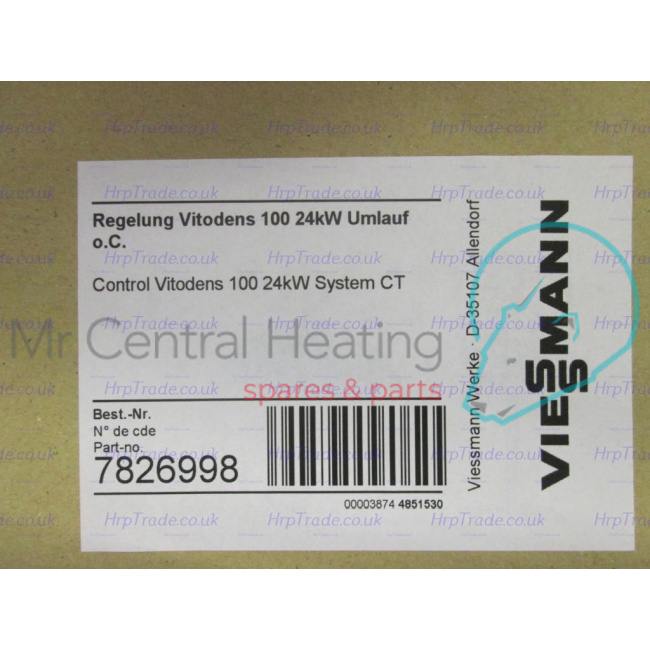 Regelung Vitodens 100 24kW Umlauf
o.C.
Control Vitodens 100 24kW System CT
Mr Central Heating
spares & parts
Best.-Nr.
N° de cde
Part-no.
7826998
00003874 4851530
Viessmann Werke · D-35107 Allendorf
VIESSMANN
HrpTrade.co.uk